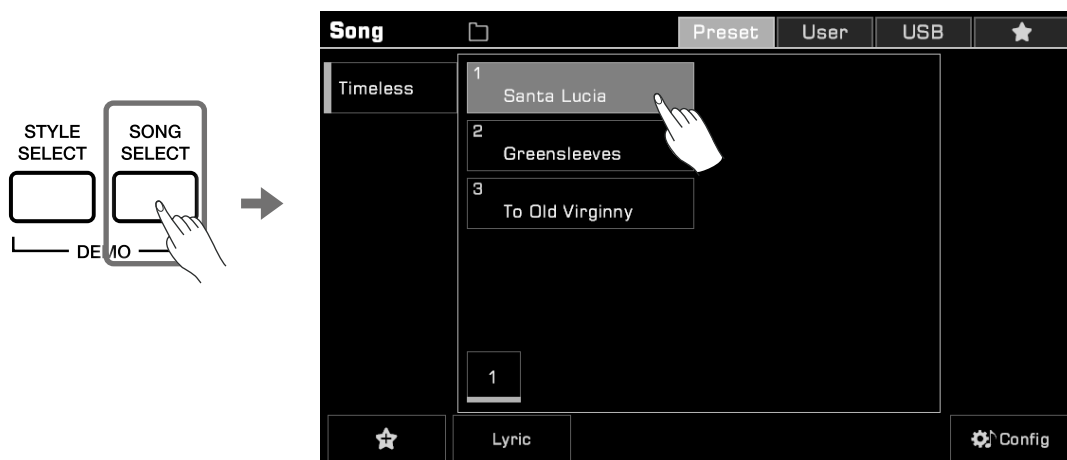 STYLE SELECT
SONG SELECT
DEMO
Song
Preset
User
USB
Timeless
1
Santa Lucia
2
Greensleeves
3
To Old Virginny
1
Lyric
Config